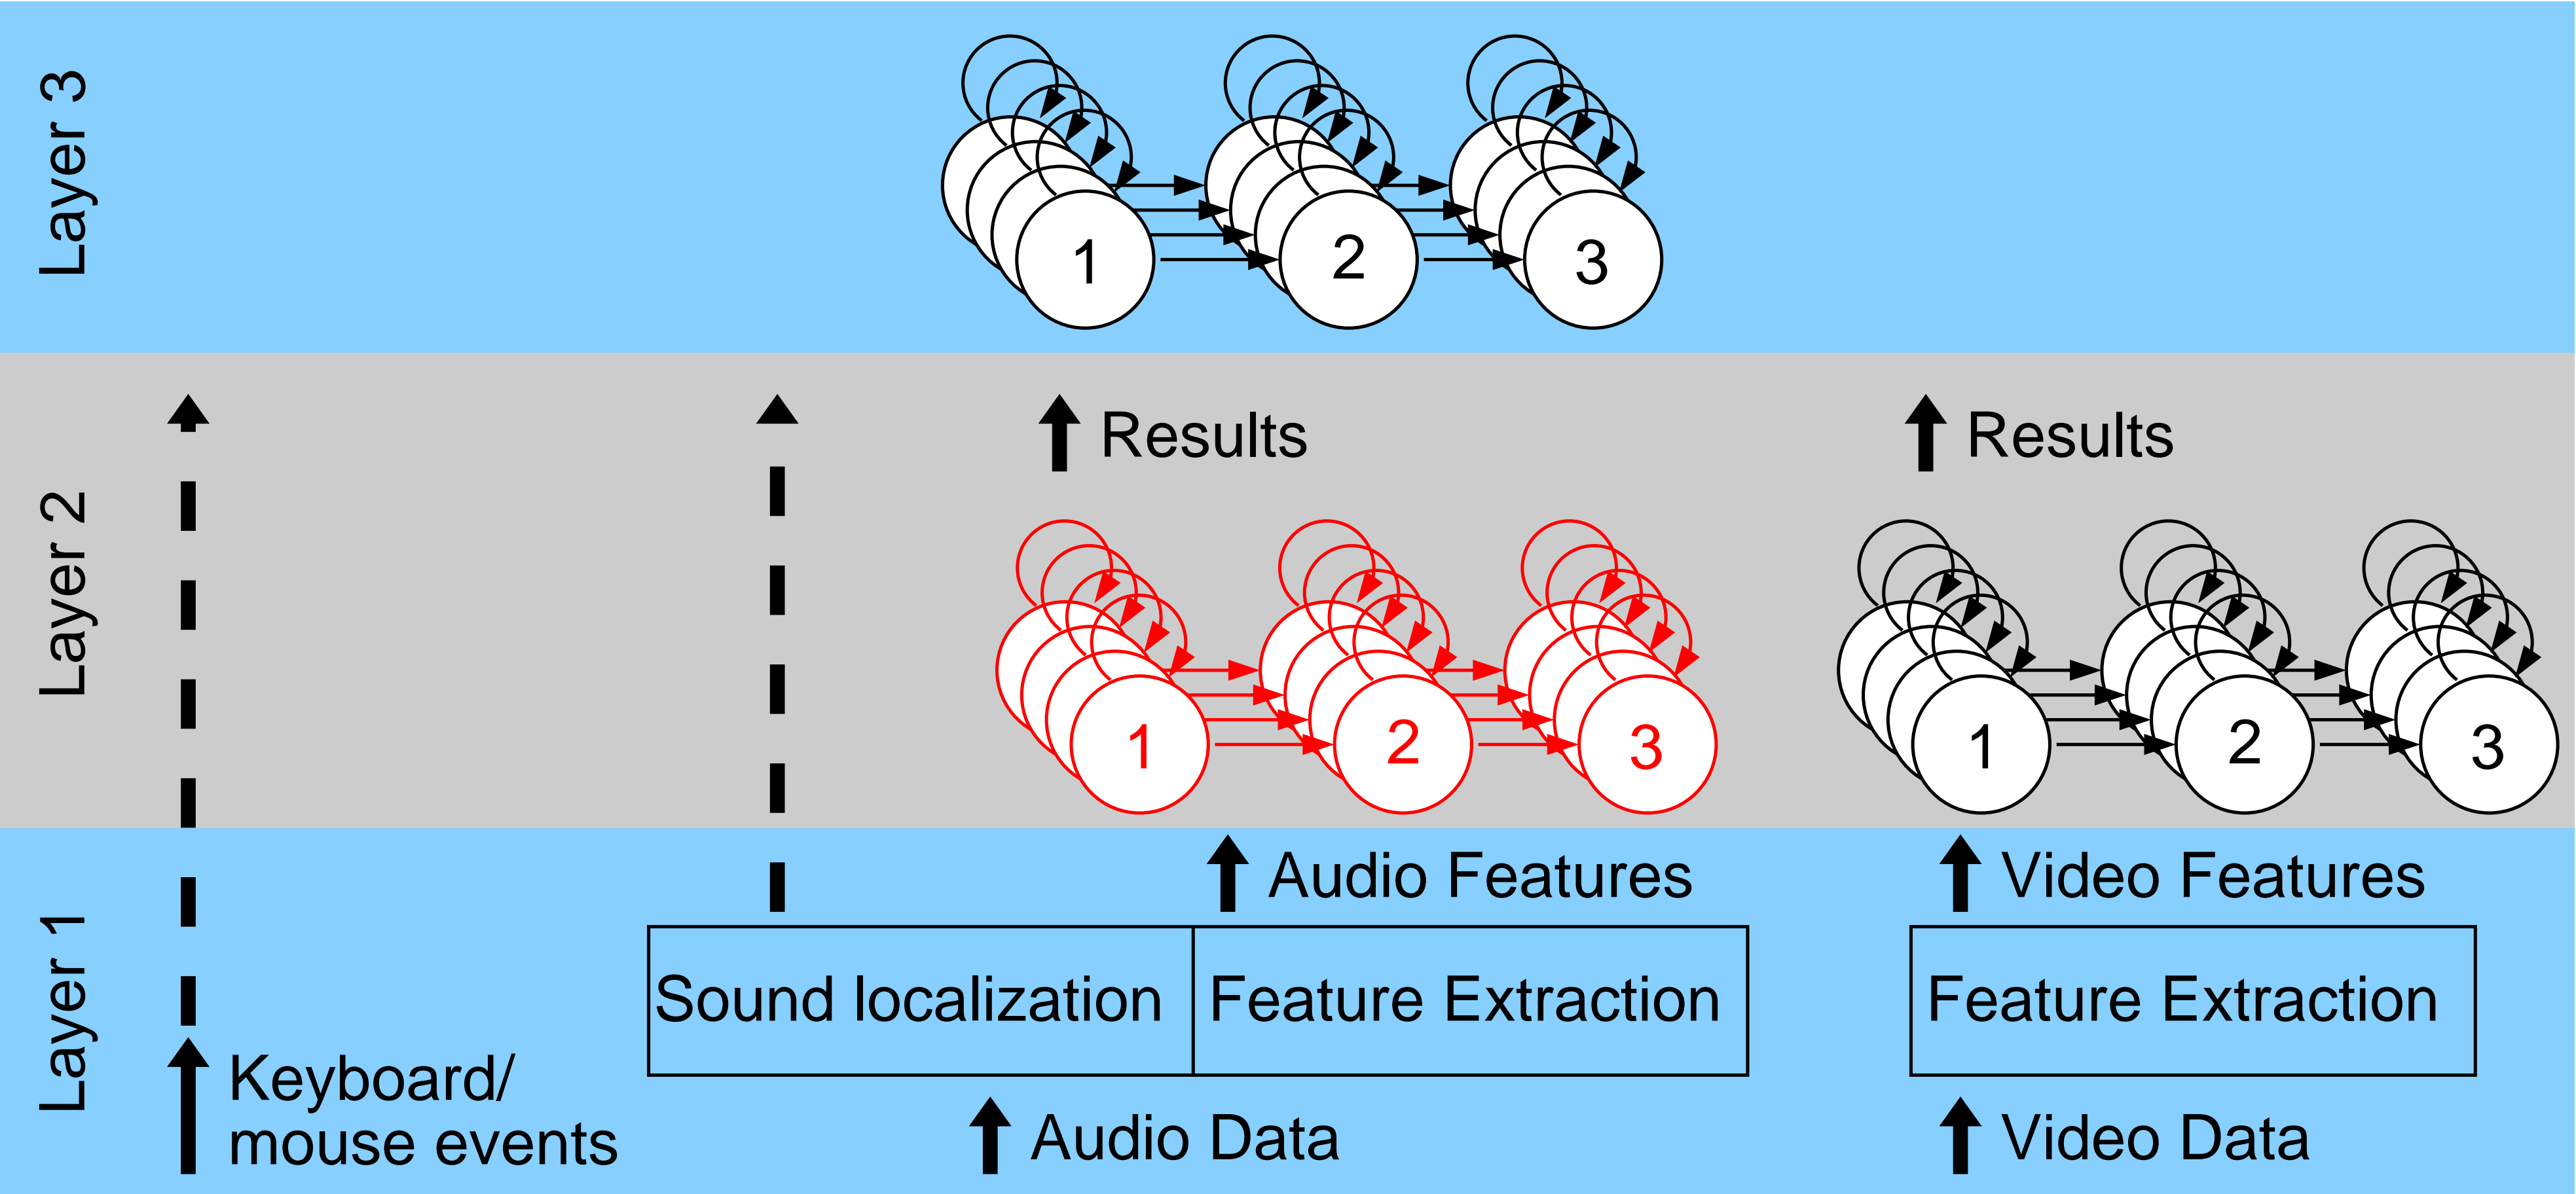 Layer 3
1 2 3
Layer 2
Results
Results
1 2 3
1 2 3
Layer 1
Audio Features
Video Features
Sound localization
Feature Extraction
Feature Extraction
Keyboard/
mouse events
Audio Data
Video Data